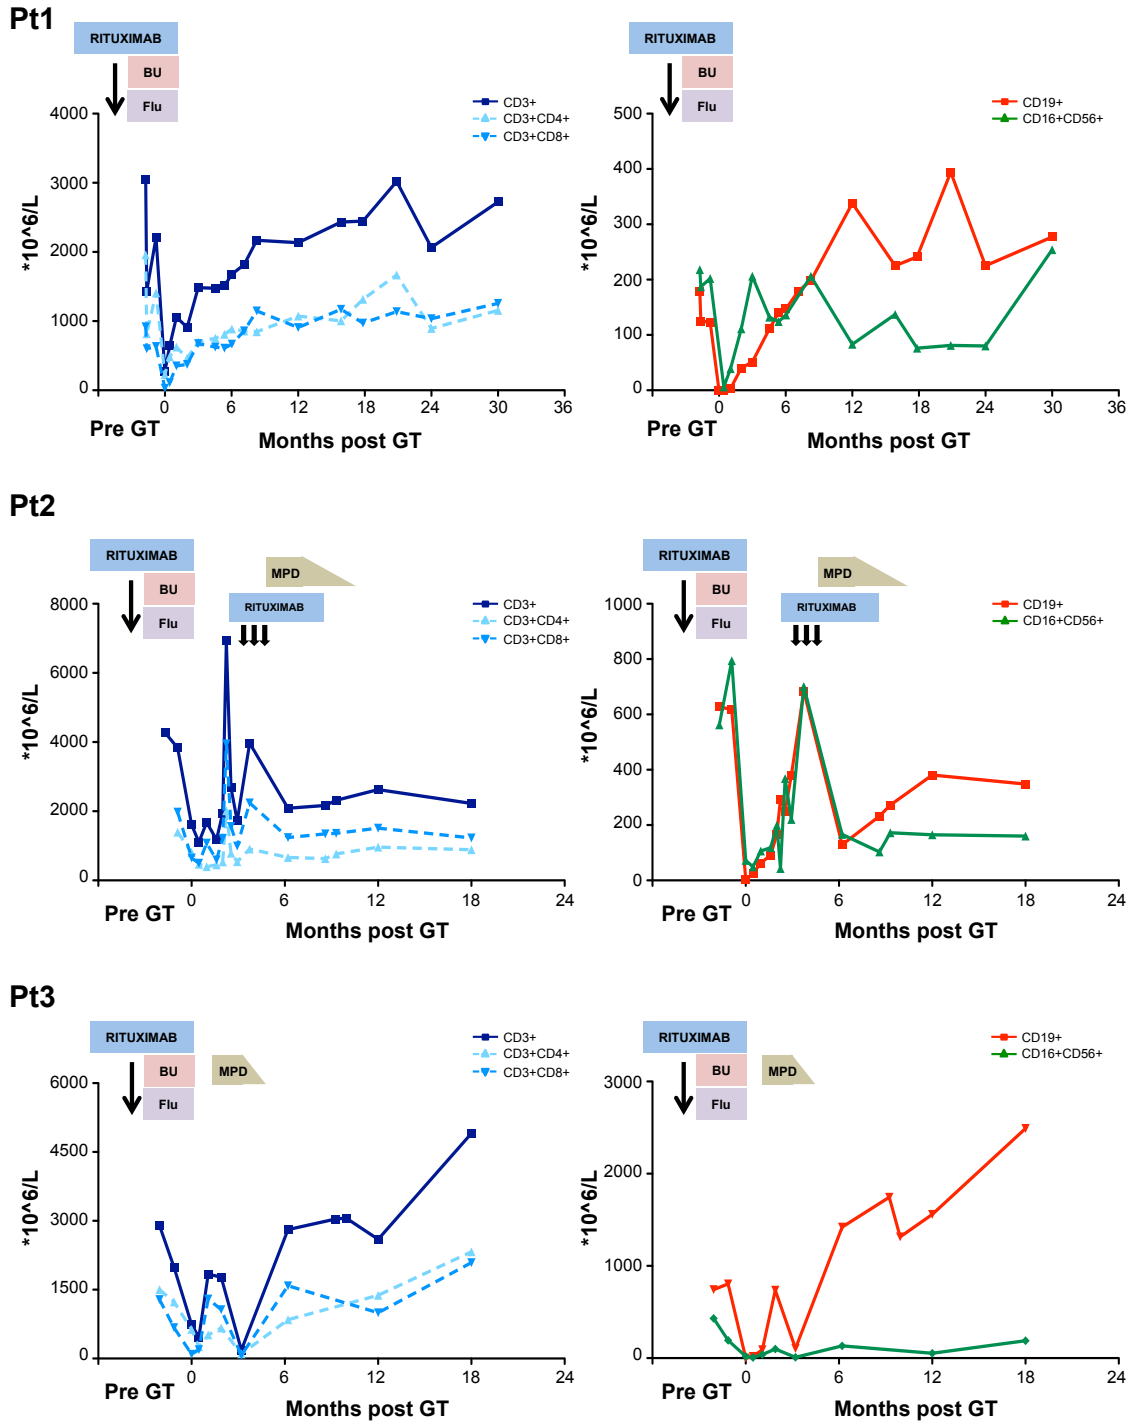 Pt1
RITUXIMAB
BU
Flu
CD3+
CD3+CD4+
CD3+CD8+
*10^6/L
4000
3000
2000
1000
0
0 6 12 18 24 30 36
Pre GT Months post GT
RITUXIMAB
BU
Flu
CD19+
CD16+CD56+
*10^6/L
500
400
300
200
100
0
0 6 12 18 24 30 36
Pre GT Months post GT
Pt2
RITUXIMAB
BU
Flu
MPD
RITUXIMAB
CD3+
CD3+CD4+
CD3+CD8+
*10^6/L
8000
6000
4000
2000
0
0 6 12 18 24
Pre GT Months post GT
RITUXIMAB
BU
Flu
MPD
RITUXIMAB
CD19+
CD16+CD56+
*10^6/L
1000
800
600
400
200
0
0 6 12 18 24
Pre GT Months post GT
Pt3
RITUXIMAB
BU
Flu
MPD
CD3+
CD3+CD4+
CD3+CD8+
*10^6/L
6000
4500
3000
1500
0
0 6 12 18 24
Pre GT Months post GT
RITUXIMAB
BU
Flu
MPD
CD19+
CD16+CD56+
*10^6/L
3000
2000
1000
0
0 6 12 18 24
Pre GT Months post GT